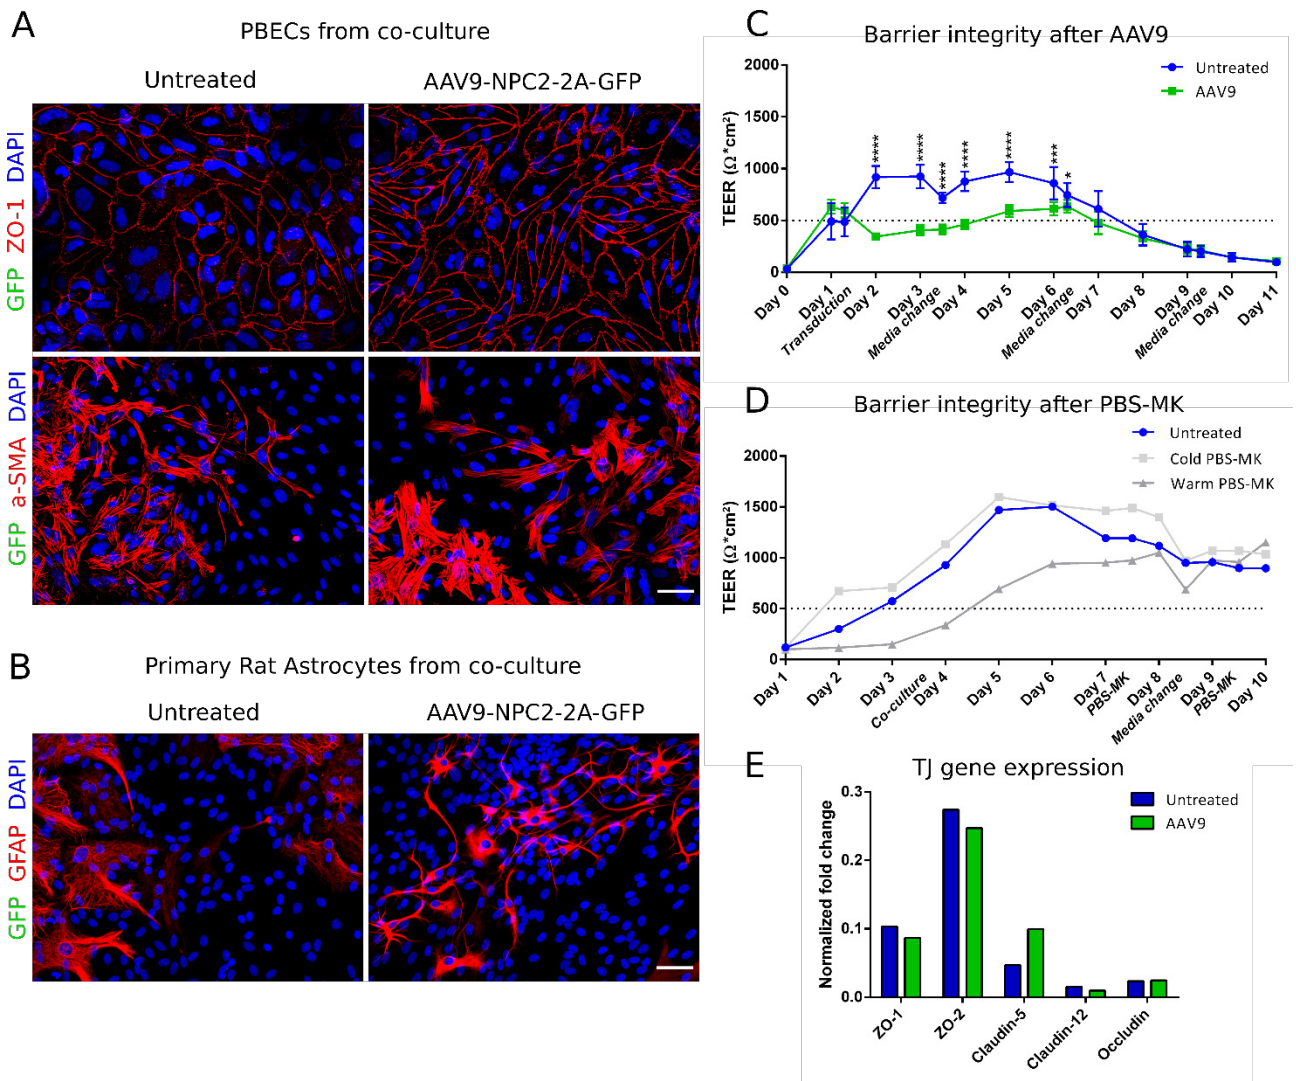 A
PBECs from co-culture
Untreated
AAV9-NPC2-2A-GFP
GFP ZO-1 DAPI
GFP a-SMA DAPI
B
Primary Rat Astrocytes from co-culture
Untreated
AAV9-NPC2-2A-GFP
GFP GFAP DAPI
C
Barrier integrity after AAV9
Untreated
AAV9
TEER (Ω*cm²)
2000
1500
1000
500
0
****
****
****
****
****
***
*
Day 0
Day 1
Transduction
Day 2
Day 3
Media change
Day 4
Day 5
Day 6
Media change
Day 7
Day 8
Day 9
Media change
Day 10
Day 11
D
Barrier integrity after PBS-MK
Untreated
Cold PBS-MK
Warm PBS-MK
TEER (Ω*cm²)
2000
1500
1000
500
0
Day 1
Day 2
Day 3
Co-culture
Day 4
Day 5
Day 6
Day 7
PBS-MK
Day 8
Media change
Day 9
PBS-MK
Day 10
E
TJ gene expression
Untreated
AAV9
Normalized fold change
0.3
0.2
0.1
0.0
ZO-1
ZO-2
Claudin-5
Claudin-12
Occludin